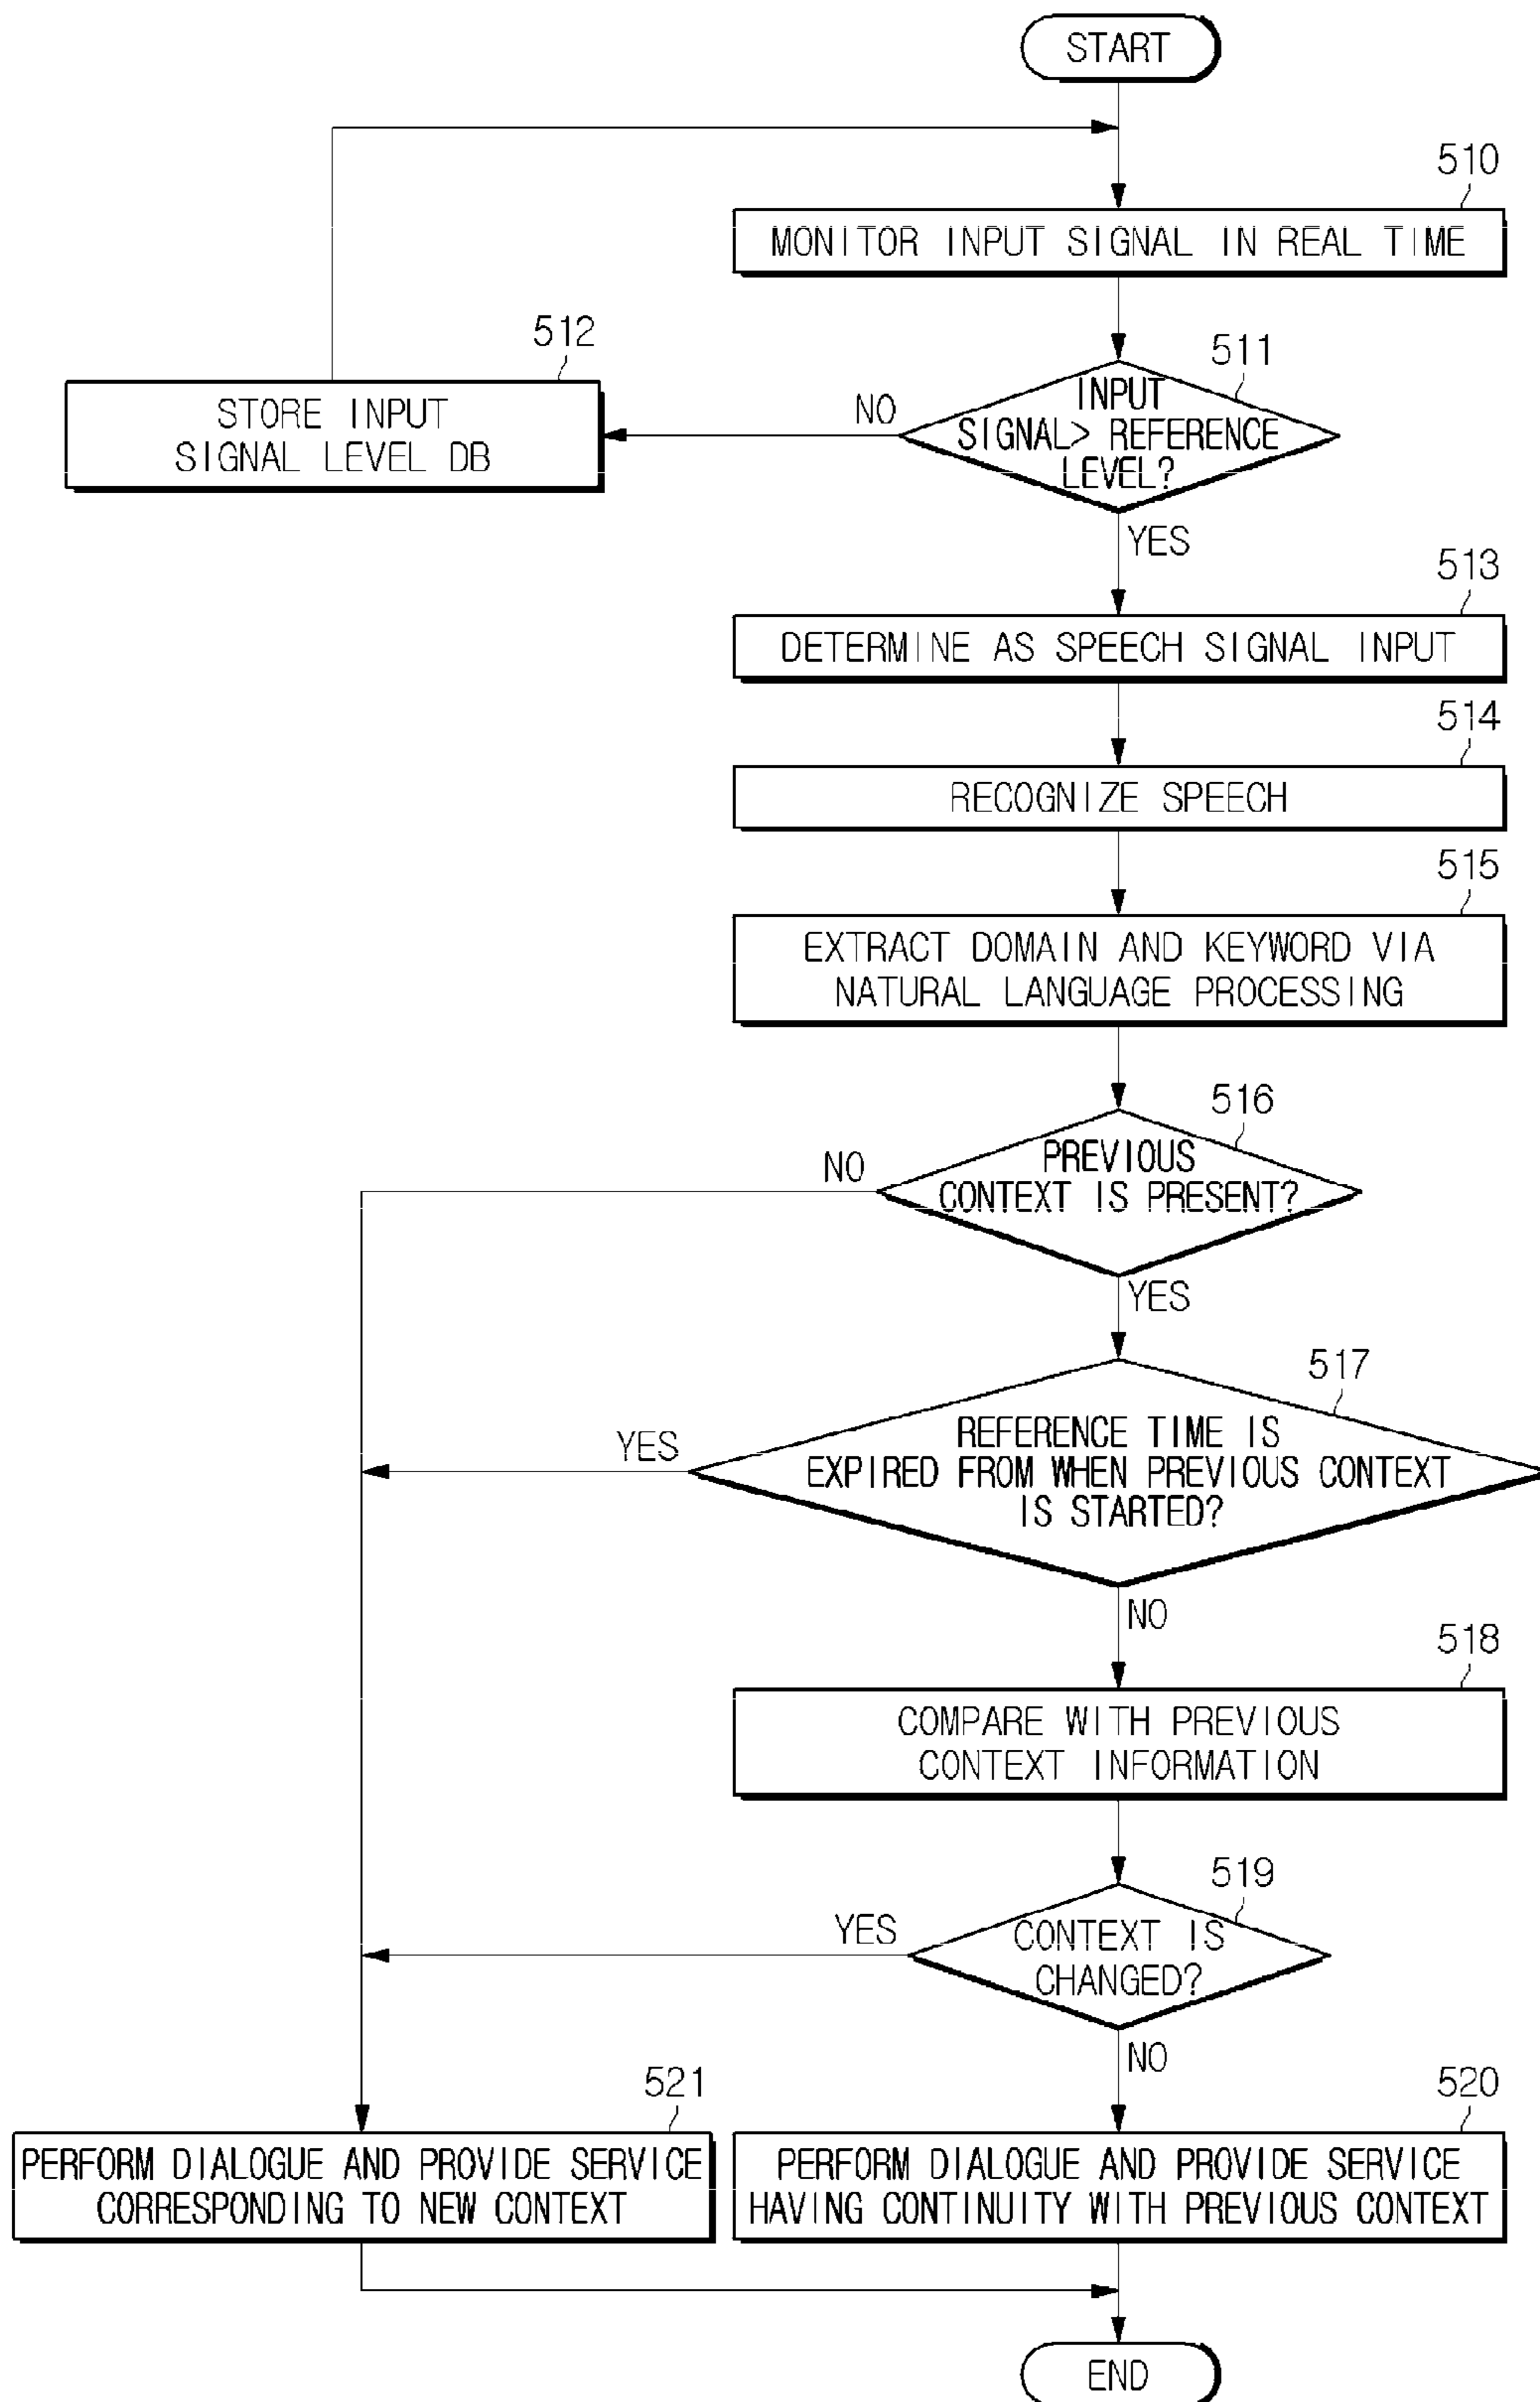 START
510
MONITOR INPUT SIGNAL IN REAL TIME
512
STORE INPUT
SIGNAL LEVEL DB
NO
511
INPUT
SIGNAL> REFERENCE
LEVEL?
YES
513
DETERMINE AS SPEECH SIGNAL INPUT
514
RECOGNIZE SPEECH
515
EXTRACT DOMAIN AND KEYWORD VIA
NATURAL LANGUAGE PROCESSING
516
NO
PREVIOUS
CONTEXT IS PRESENT?
YES
517
YES
REFERENCE TIME IS
EXPIRED FROM WHEN PREVIOUS CONTEXT
IS STARTED?
NO
518
COMPARE WITH PREVIOUS
CONTEXT INFORMATION
519
YES
CONTEXT IS
CHANGED?
NO
521
PERFORM DIALOGUE AND PROVIDE SERVICE
CORRESPONDING TO NEW CONTEXT
520
PERFORM DIALOGUE AND PROVIDE SERVICE
HAVING CONTINUITY WITH PREVIOUS CONTEXT
END